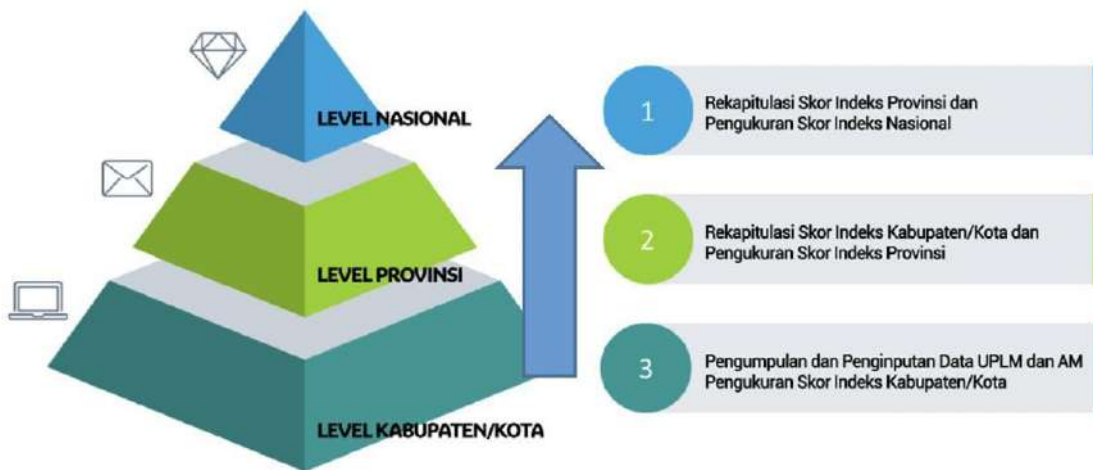 LEVEL NASIONAL
LEVEL PROVINSI
LEVEL KABUPATEN/KOTA
1
Rekapitulasi Skor Indeks Provinsi dan
Pengukuran Skor Indeks Nasional
2
Rekapitulasi Skor Indeks Kabupaten/Kota dan
Pengukuran Skor Indeks Provinsi
3
Pengumpulan dan Penginputan Data UPLM dan AM
Pengukuran Skor Indeks Kabupaten/Kota